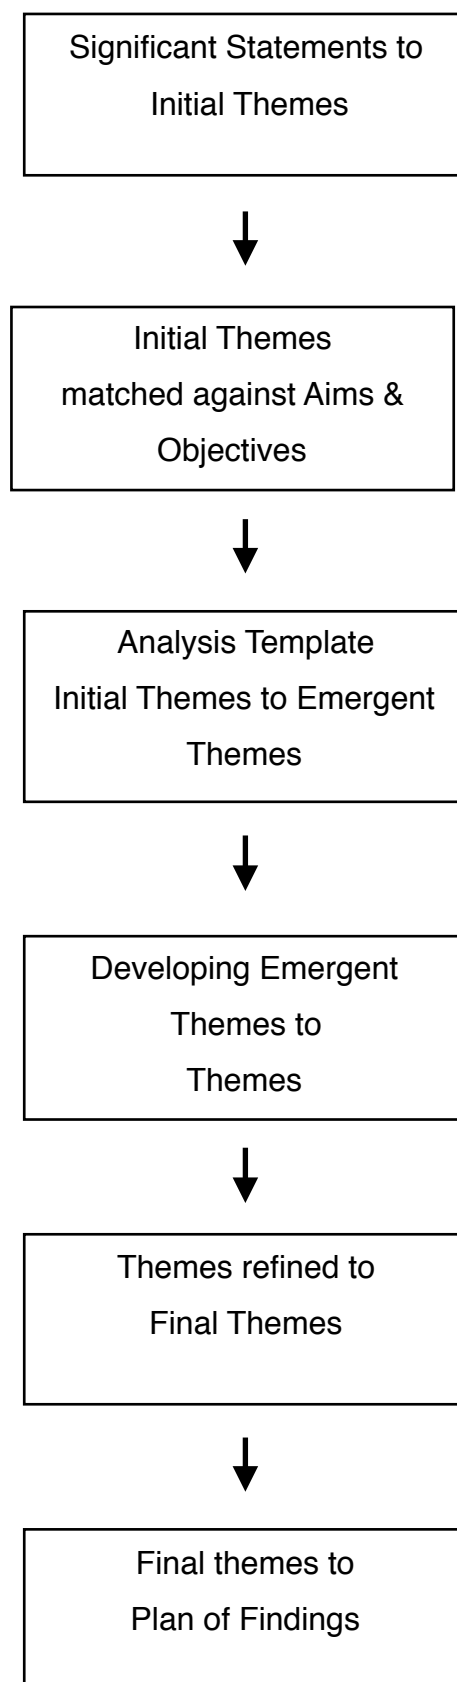 Significant Statements to
Initial Themes
Initial Themes
matched against Aims &
Objectives
Analysis Template
Initial Themes to Emergent
Themes
Developing Emergent
Themes to
Themes
Themes refined to
Final Themes
Final themes to
Plan of Findings